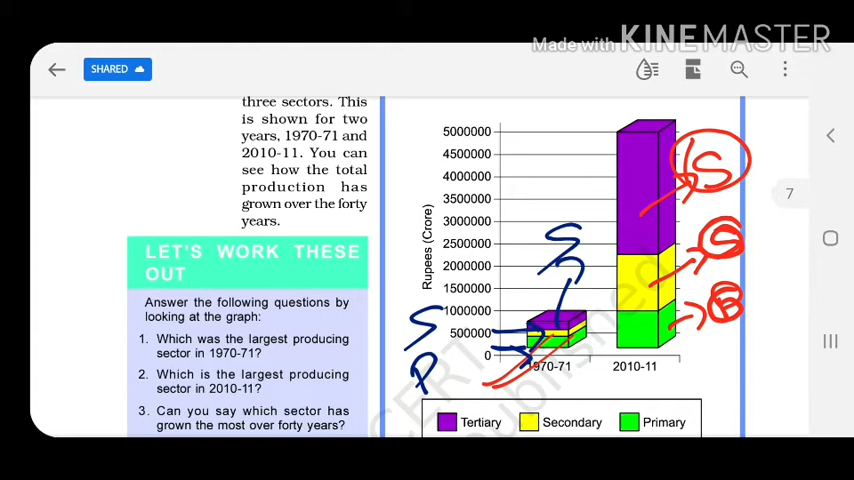 Made with KINEMASTER
SHARED
three sectors. This
is shown for two
years, 1970-71 and
2010-11. You can
see how the total
production has
grown over the forty
years.
LET'S WORK THESE
OUT
Answer the following questions by
looking at the graph:
1. Which was the largest producing
sector in 1970-71?
2. Which is the largest producing
sector in 2010-11?
3. Can you say which sector has
grown the most over forty years?
Rupees (Crore)
5000000
4500000
4000000
3500000
3000000
2500000
2000000
1500000
1000000
500000
0
1970-71
2010-11
Tertiary
Secondary
Primary
S
S
S
P
7